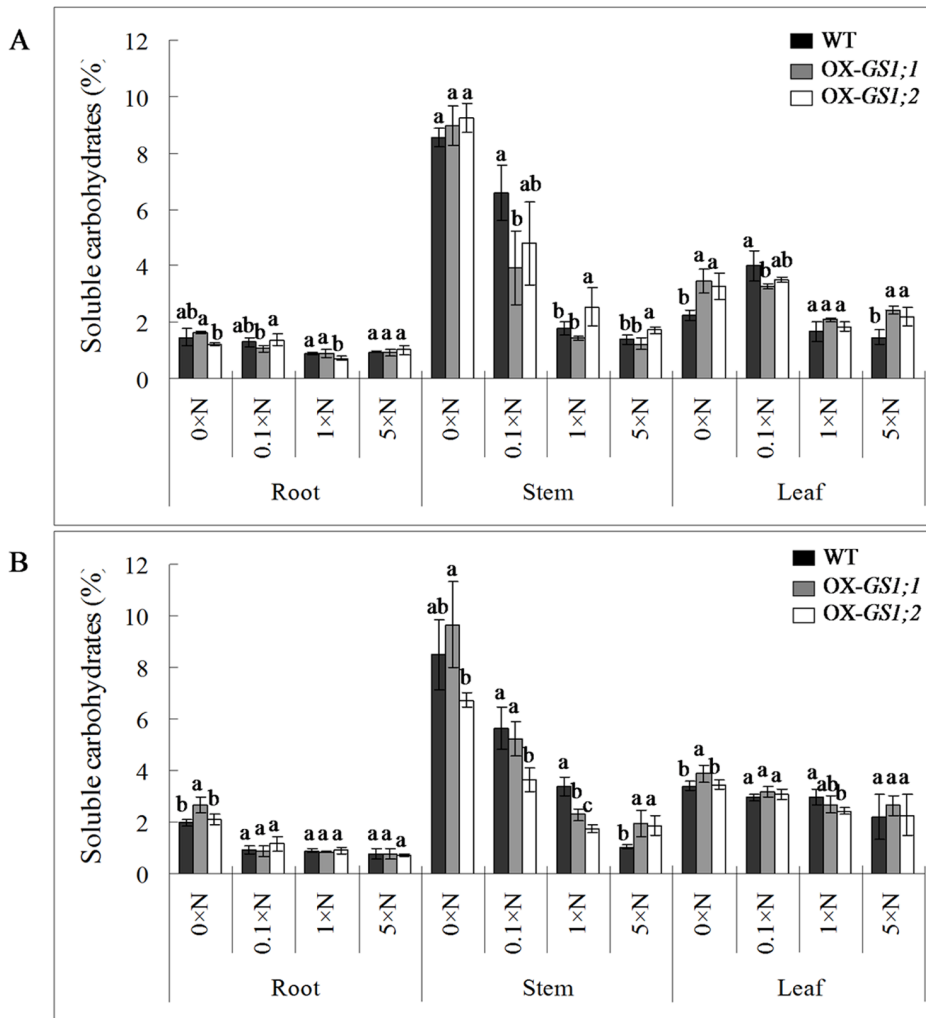 A
Soluble carbohydrates (%)
12
10
8
6
4
2
0
WT
OX-GS1;1
OX-GS1;2
ab a b
ab b a
a a b
a a a
a a a
a b ab
b b a
b b a
b a a
a b ab
a a a
b a a
0×N
0.1×N
1×N
5×N
0×N
0.1×N
1×N
5×N
0×N
0.1×N
1×N
5×N
Root
Stem
Leaf
B
Soluble carbohydrates (%)
12
10
8
6
4
2
0
WT
OX-GS1;1
OX-GS1;2
b a b
a a a
a a a
a a a
ab a b
a a b
a b c
b a a
b a b
a a a
a ab b
a a a
0×N
0.1×N
1×N
5×N
0×N
0.1×N
1×N
5×N
0×N
0.1×N
1×N
5×N
Root
Stem
Leaf